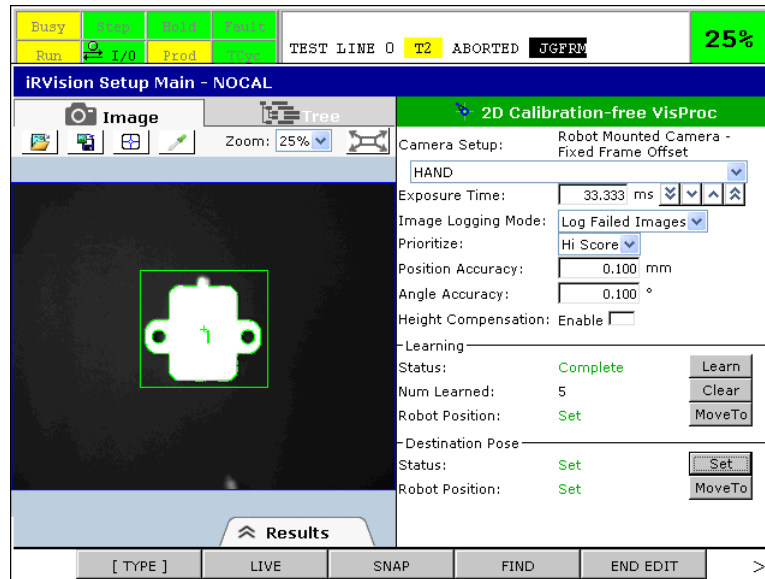 Busy Step Hold Fault
Run I/O Prod TCyc
TEST LINE 0 T2 ABORTED JGFRM
25%
iRVision Setup Main - NOCAL
Image Tree
Zoom: 25%
2D Calibration-free VisProc
Camera Setup: Robot Mounted Camera -
Fixed Frame Offset
HAND
Exposure Time: 33.333 ms
Image Logging Mode: Log Failed Images
Prioritize: Hi Score
Position Accuracy: 0.100 mm
Angle Accuracy: 0.100 °
Height Compensation: Enable
Learning
Status: Complete Learn
Num Learned: 5 Clear
Robot Position: Set MoveTo
Destination Pose
Status: Set Set
Robot Position: Set MoveTo
1
Results
[ TYPE ] LIVE SNAP FIND END EDIT >